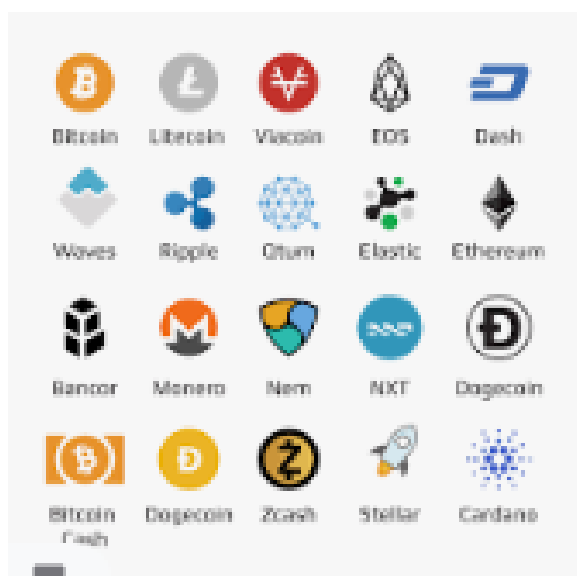 Bitcoin Litecoin Viacoin EOS Dash
Waves Ripple Qtum Elastic Ethereum
Bancor Monero Nem NXT Dogecoin
Bitcoin Dogecoin Zcash Stellar Cardano
Cash